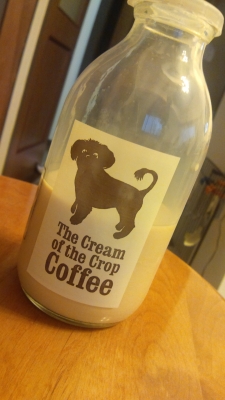 The Cream
of the Crop
Coffee